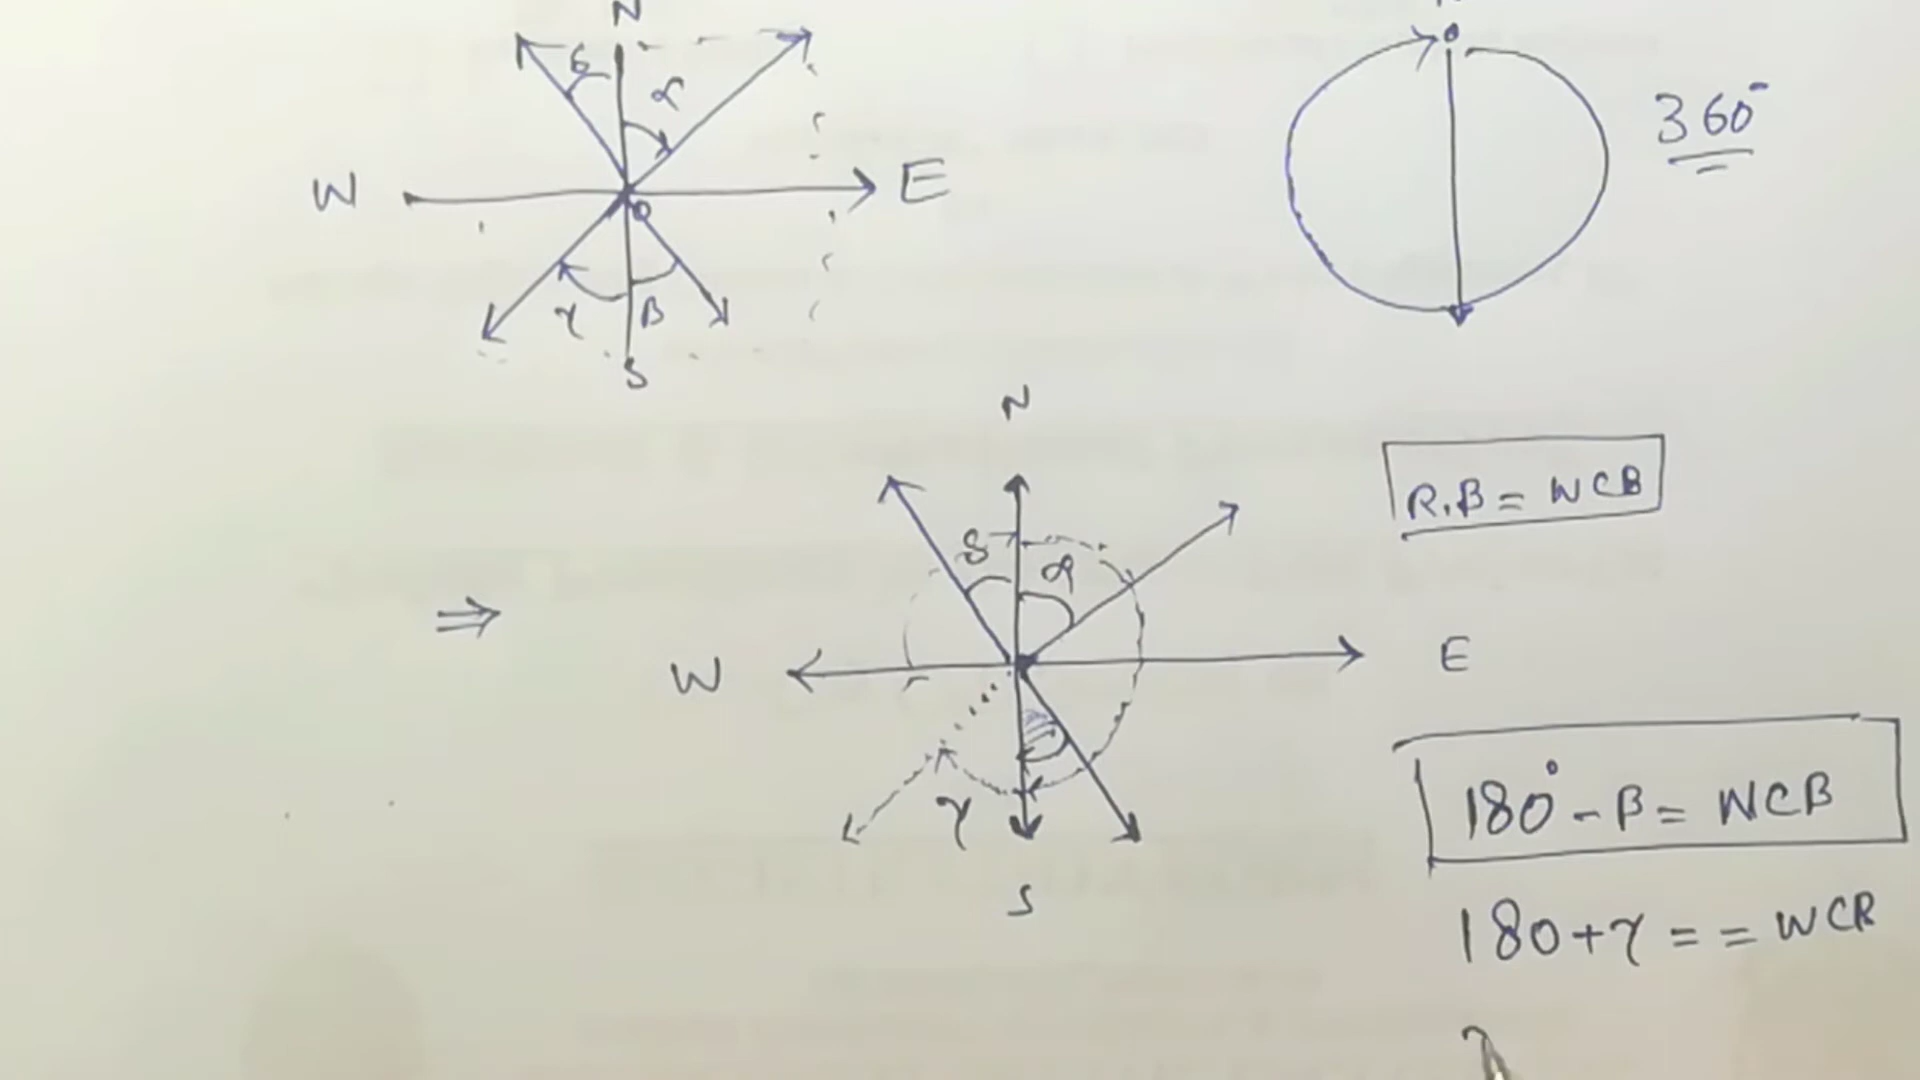 N
δ
α
360°
W
E
O
γ
β
S
N
R.B = WCB
δ
α
W
E
180° - β = WCB
γ
S
180 + γ = = WCB